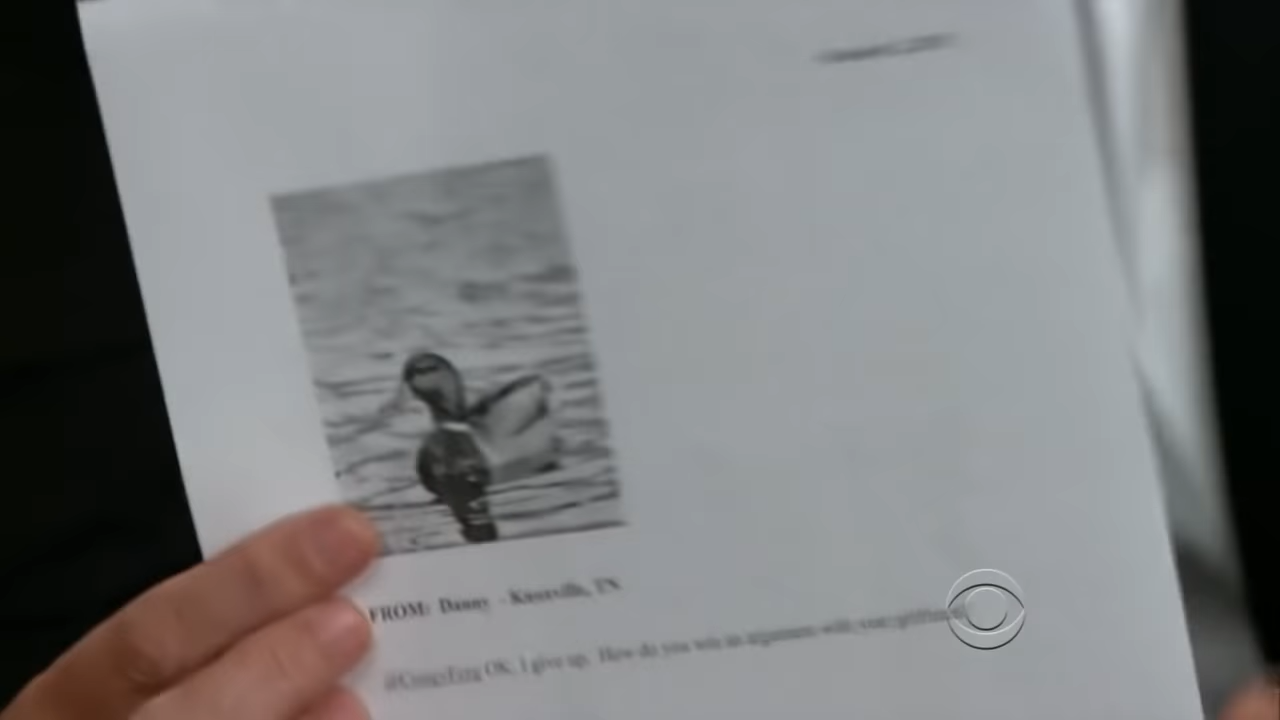 FROM: Danny - Knoxville, TN
@CraigyFerg OK, I give up. How do you win an argument with your girlfriend